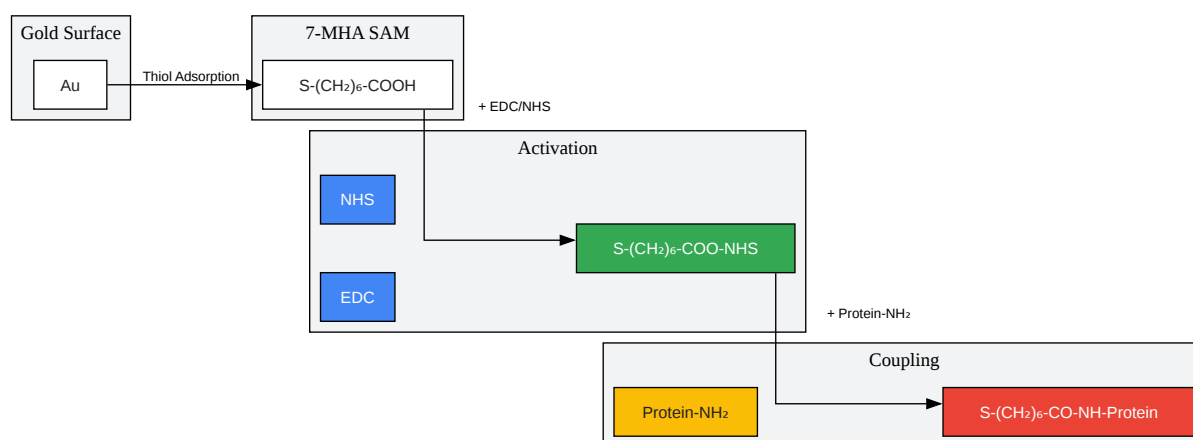 Gold Surface
Au
Thiol Adsorption
7-MHA SAM
S-(CH₂)₆-COOH
+ EDC/NHS
Activation
NHS
S-(CH₂)₆-COO-NHS
EDC
+ Protein-NH₂
Coupling
Protein-NH₂
S-(CH₂)₆-CO-NH-Protein